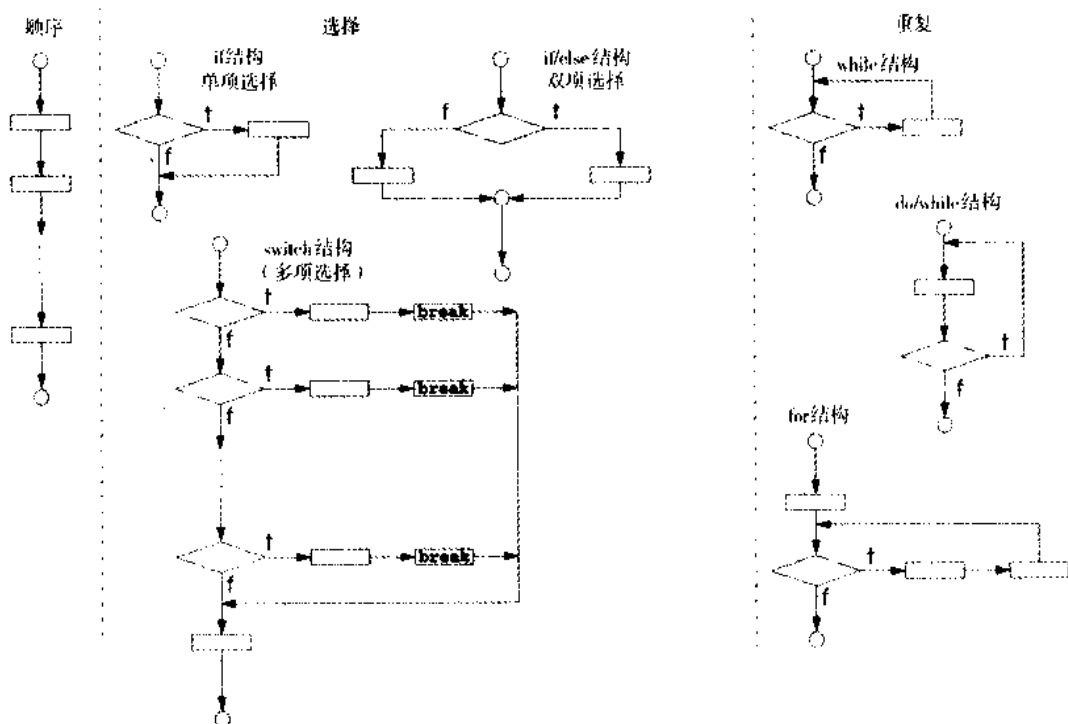 顺序
选择
重复
if结构
单项选择
t
f
if/else结构
双项选择
f
t
switch结构
（多项选择）
t
break
f
t
break
f
t
break
f
while结构
t
f
do/while结构
t
f
for结构
t
f